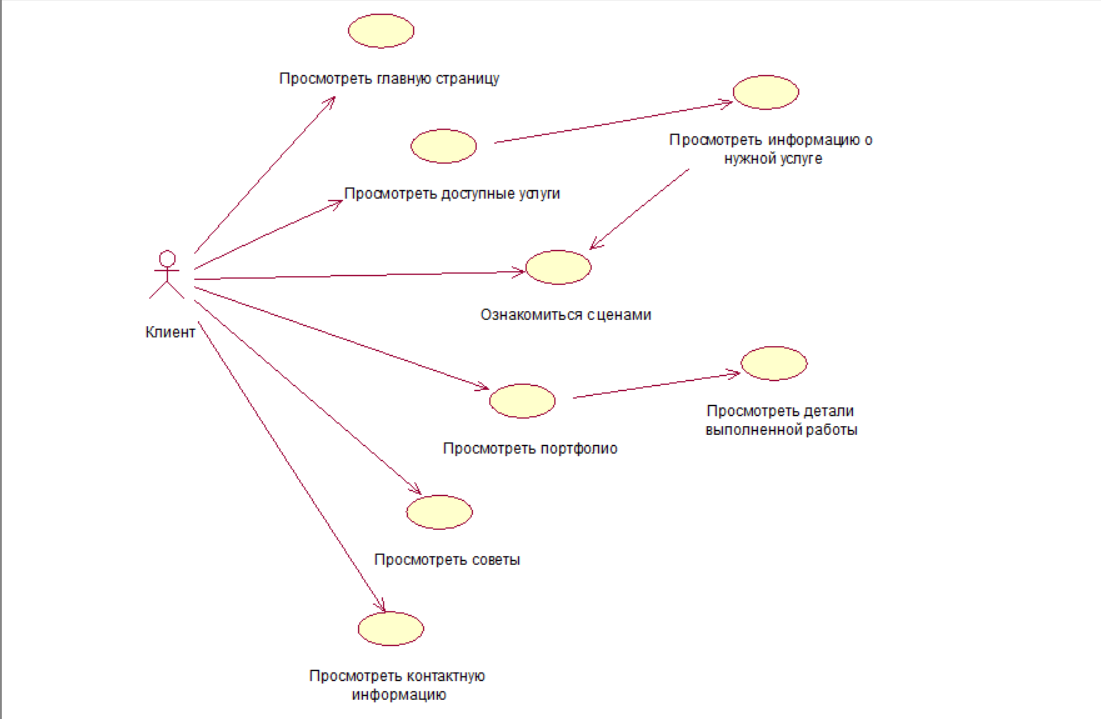 Просмотреть главную страницу
Просмотреть информацию о
нужной услуге
Просмотреть доступные услуги
Ознакомиться с ценами
Клиент
Просмотреть детали
выполненной работы
Просмотреть портфолио
Просмотреть советы
Просмотреть контактную
информацию